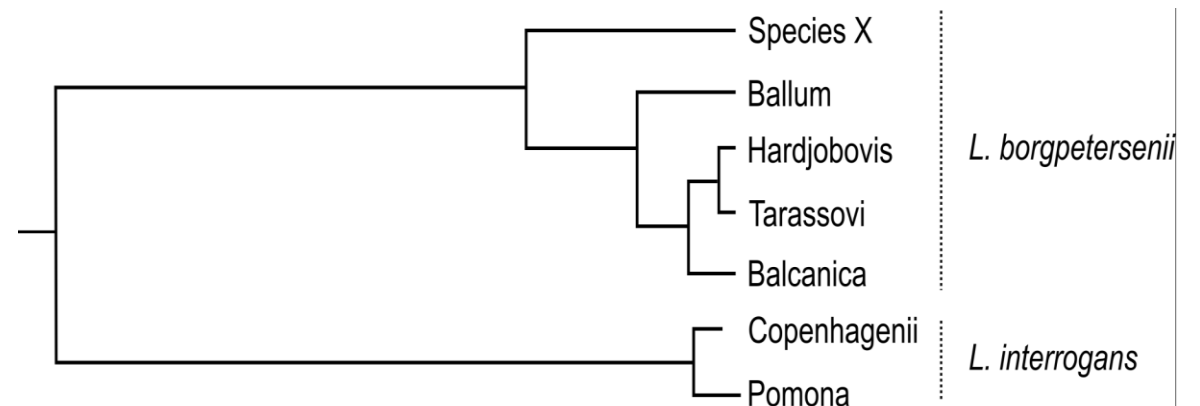 Species X
Ballum
Hardjobovis
Tarassovi
Balcanica
L. borgpetersenii
Copenhagenii
Pomona
L. interrogans